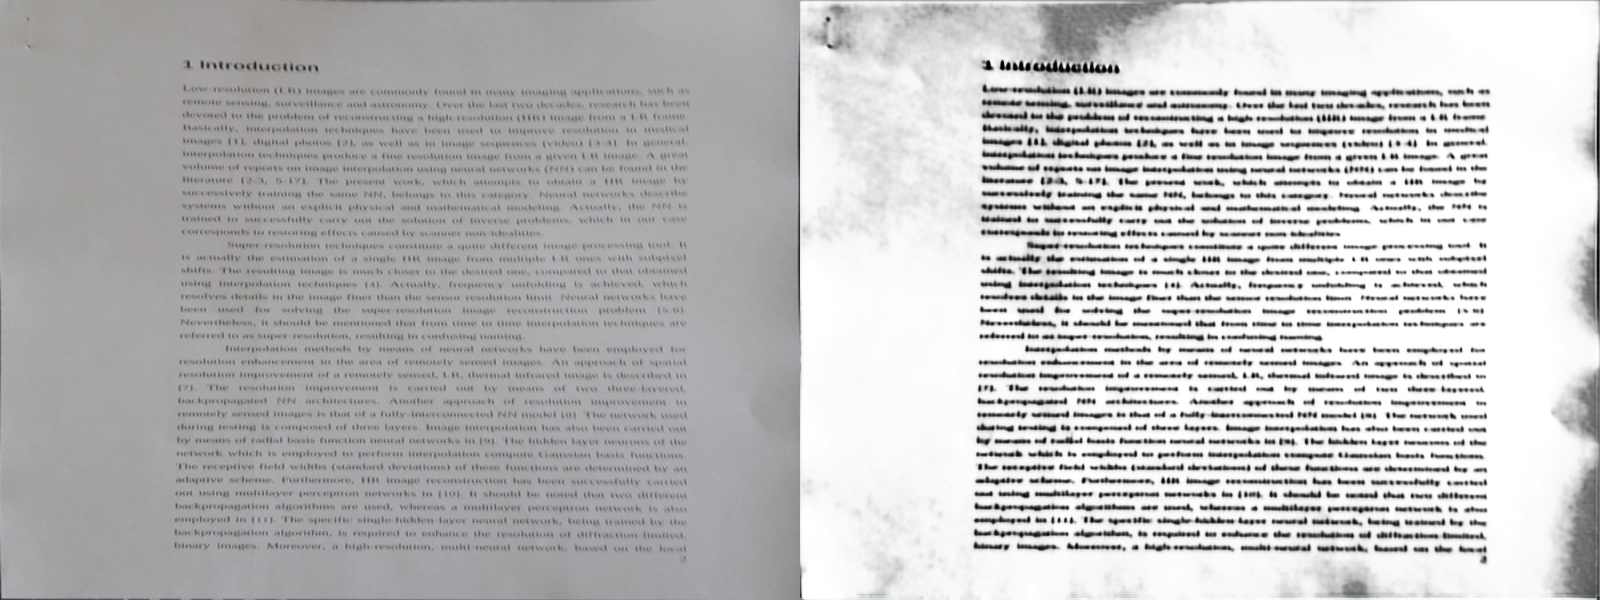 1 Introduction
Low-resolution (LR) images are commonly found in many imaging applications, such as
remote sensing, surveillance and astronomy. Over the last two decades, research has been
devoted to the problem of reconstructing a high-resolution (HR) image from a LR frame.
Basically, interpolation techniques have been used to improve resolution in medical
images [1], digital photos [2], as well as in image sequences (video) [3-4]. In general,
interpolation techniques produce a fine resolution image from a given LR image. A great
volume of reports on image interpolation using neural networks (NN) can be found in the
literature [2-3, 5-17]. The present work, which attempts to obtain a HR image by
successively training the same NN, belongs to this category. Neural networks describe
systems without an explicit physical and mathematical modeling. Actually, the NN is
trained to successfully carry out the solution of inverse problems, which in our case
corresponds to restoring effects caused by scanner non-idealities.
Super-resolution techniques constitute a quite different image-processing tool. It
is actually the estimation of a single HR image from multiple LR ones with subpixel
shifts. The resulting image is much closer to the desired one, compared to that obtained
using interpolation techniques [4]. Actually, frequency unfolding is achieved, which
resolves details in the image finer than the sensor resolution limit. Neural networks have
been used for solving the super-resolution image reconstruction problem [5-6].
Nevertheless, it should be mentioned that from time to time interpolation techniques are
referred to as super-resolution, resulting in confusing naming.
Interpolation methods by means of neural networks have been employed for
resolution enhancement in the area of remotely sensed images. An approach of spatial
resolution improvement of a remotely sensed, LR, thermal infrared image is described in
[7]. The resolution improvement is carried out by means of two three-layered,
backpropagated NN architectures. Another approach of resolution improvement in
remotely sensed images is that of a fully-interconnected NN model [8]. The network used
during testing is composed of three layers. Image interpolation has also been carried out
by means of radial basis function neural networks in [9]. The hidden layer neurons of the
network which is employed to perform interpolation compute Gaussian basis functions.
The receptive field widths (standard deviations) of these functions are determined by an
adaptive scheme. Furthermore, HR image reconstruction has been successfully carried
out using multilayer perceptron networks in [10]. It should be noted that two different
backpropagation algorithms are used, whereas a multilayer perceptron network is also
employed in [11]. The specific single-hidden-layer neural network, being trained by the
backpropagation algorithm, is required to enhance the resolution of diffraction-limited,
binary images. Moreover, a high-resolution, multi-neural network, based on the local
2